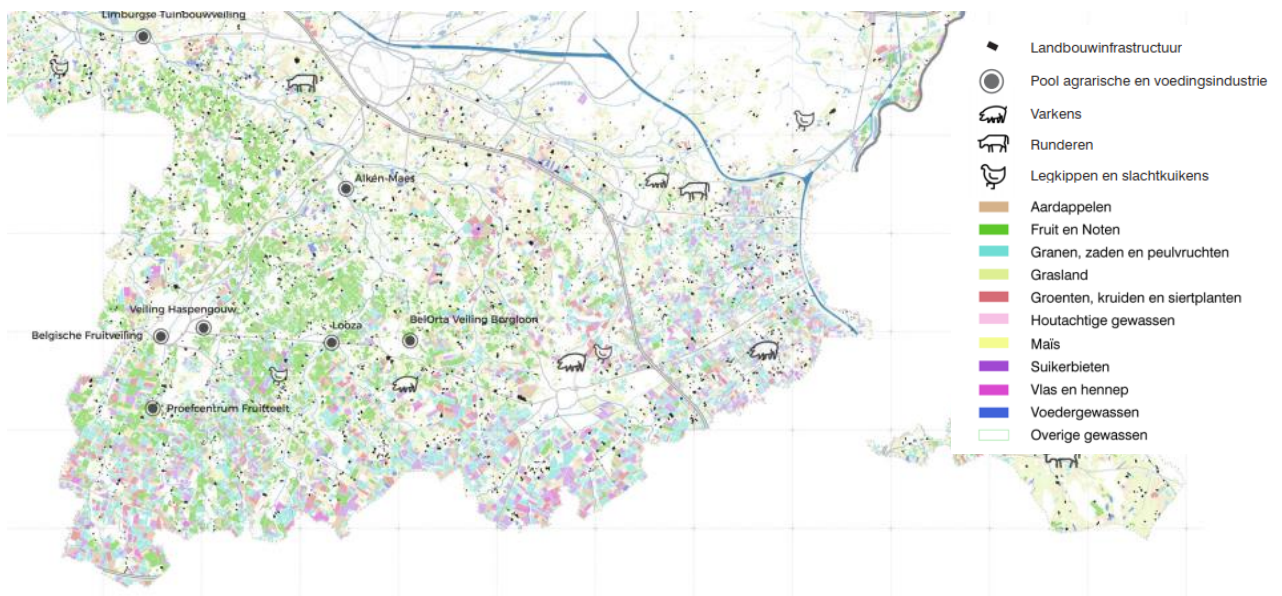 Limburgse Tuinbouwveiling
Alken-Maes
Veiling Haspengouw
Belgische Fruitveiling
Looza
BelOrta Veiling Borgloon
Proefcentrum Fruitteelt
Landbouwinfrastructuur
Pool agrarische en voedingsindustrie
Varkens
Runderen
Legkippen en slachtkuikens
Aardappelen
Fruit en Noten
Granen, zaden en peulvruchten
Grasland
Groenten, kruiden en siertplanten
Houtachtige gewassen
Maïs
Suikerbieten
Vlas en hennep
Voedergewassen
Overige gewassen